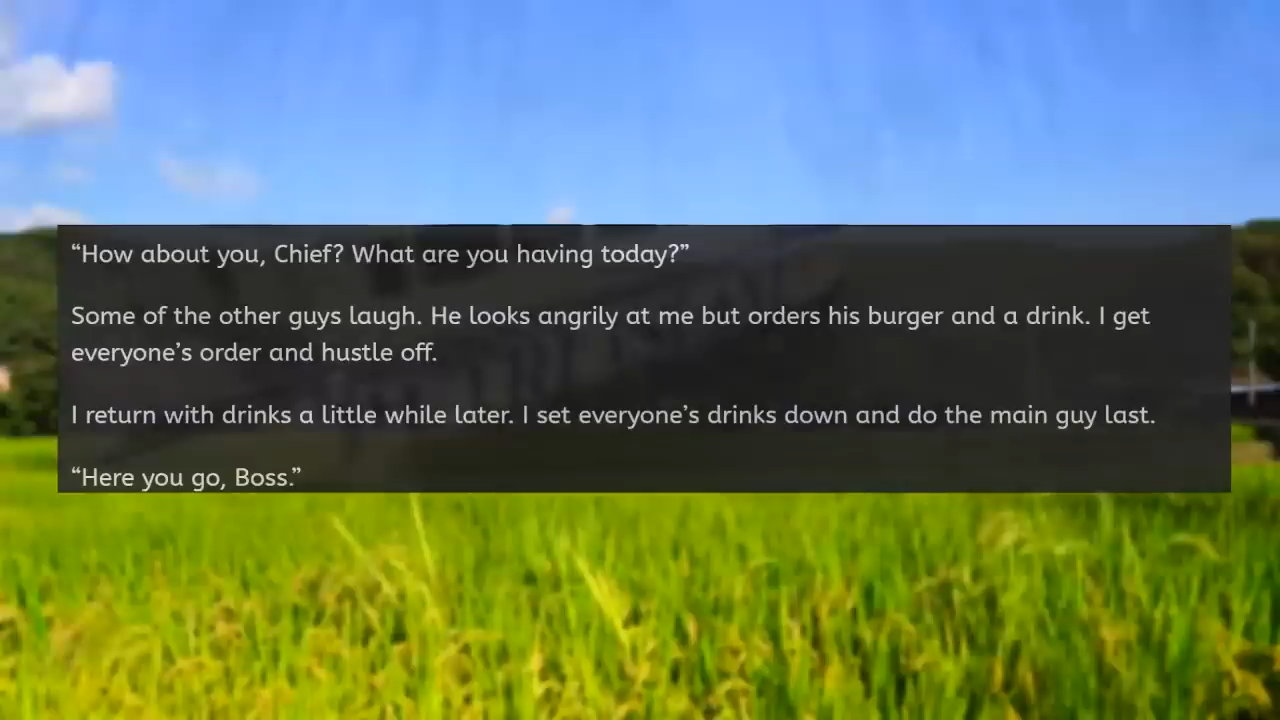 “How about you, Chief? What are you having today?”
Some of the other guys laugh. He looks angrily at me but orders his burger and a drink. I get
everyone’s order and hustle off.
I return with drinks a little while later. I set everyone’s drinks down and do the main guy last.
“Here you go, Boss.”